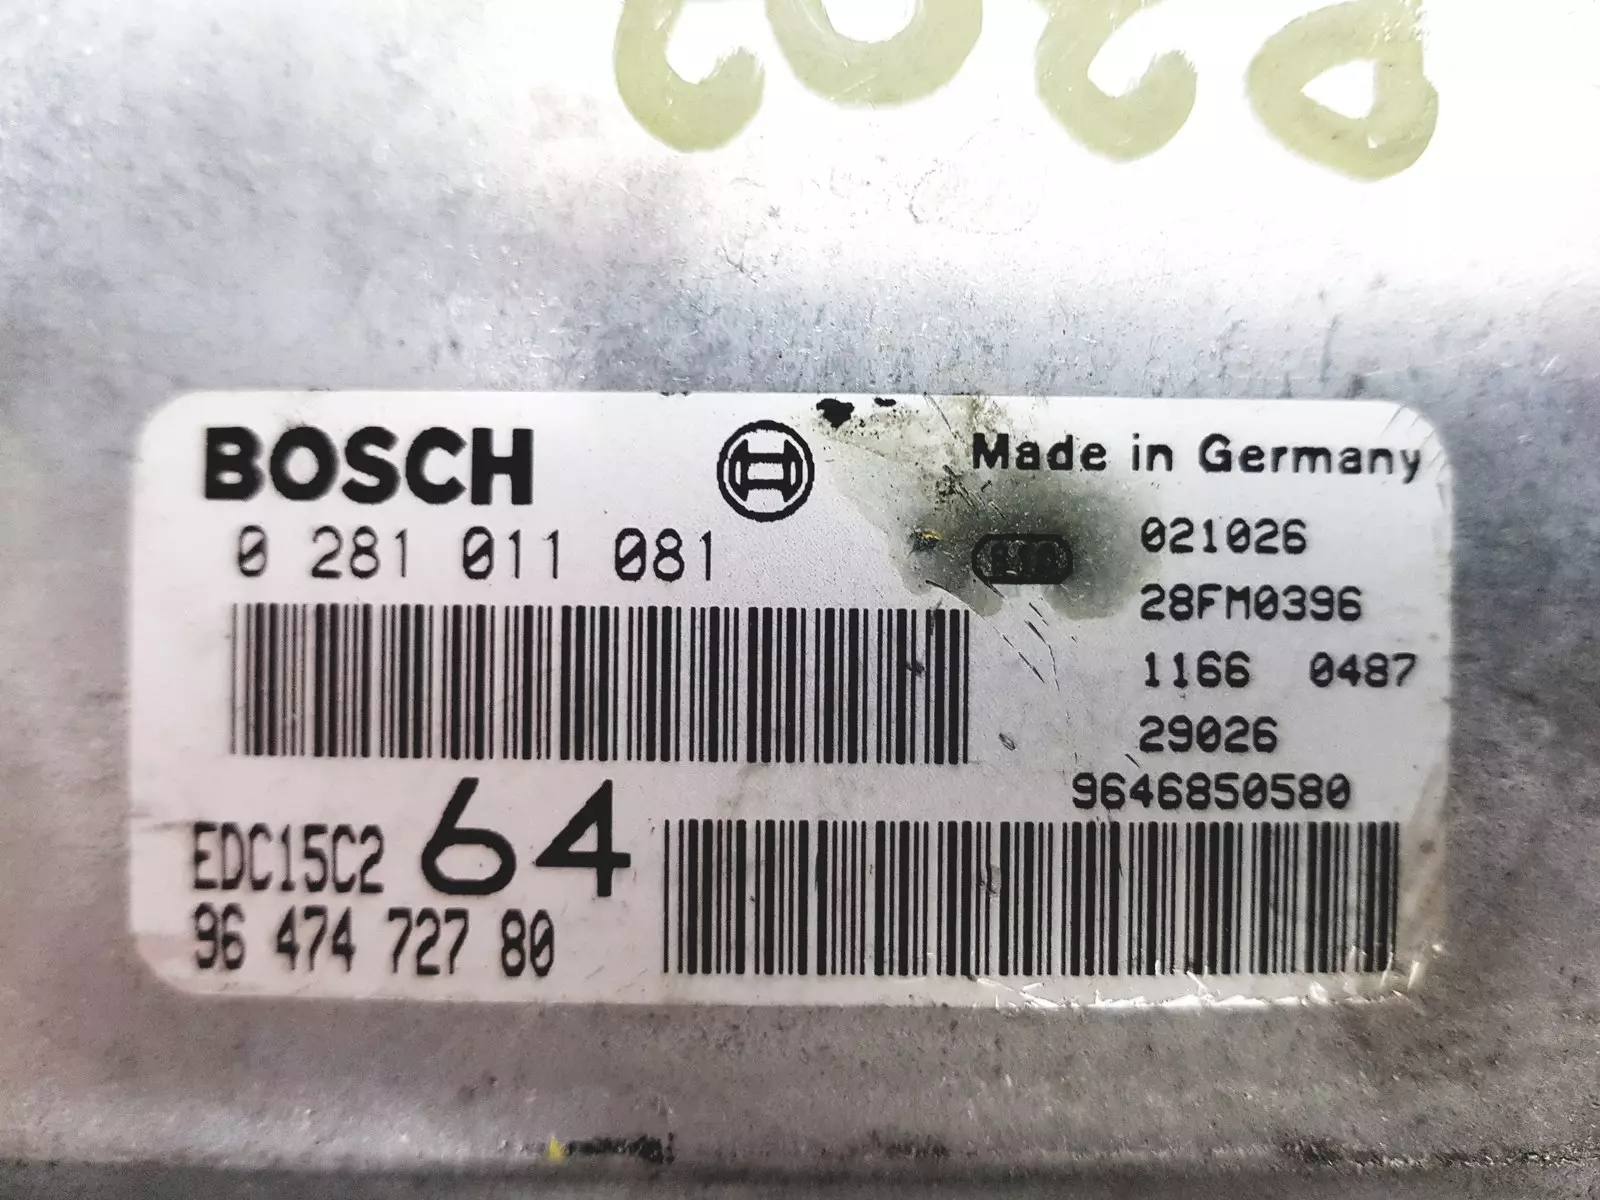 BOSCH
Made in Germany
0 281 011 081
021026
28FM0396
1166 0487
29026
9646850580
EDC15C2 64
96 474 727 80